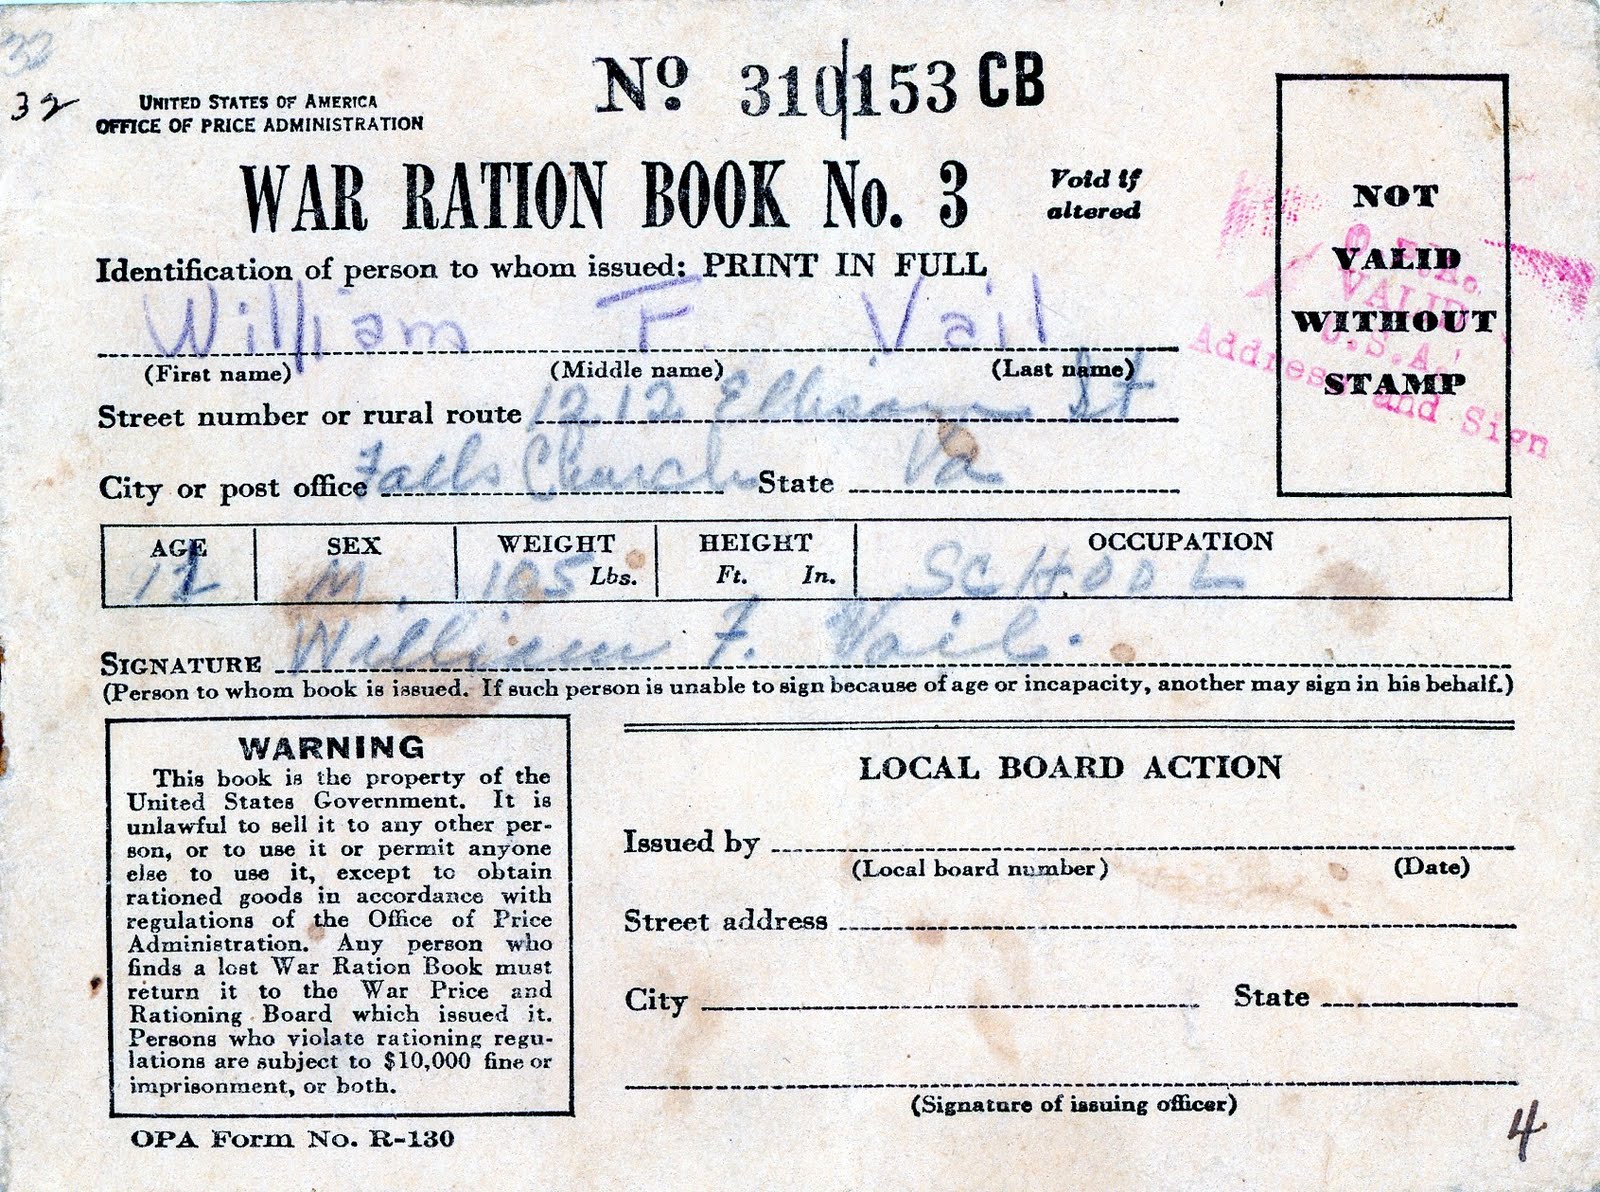 32
32
UNITED STATES OF AMERICA
OFFICE OF PRICE ADMINISTRATION
No 310153 CB
WAR RATION BOOK No. 3
Void if
altered
NOT
VALID
WITHOUT
STAMP
VALID
U.S.A.
Address and Sign
Identification of person to whom issued: PRINT IN FULL
William F. Vail
(First name) (Middle name) (Last name)
Street number or rural route 1212 Ellison St
City or post office Falls Church State Va
AGE SEX WEIGHT HEIGHT OCCUPATION
12 M. 105 Lbs. Ft. In. SCHOOL
SIGNATURE William F. Vail.
(Person to whom book is issued. If such person is unable to sign because of age or incapacity, another may sign in his behalf.)
WARNING
This book is the property of the
United States Government. It is
unlawful to sell it to any other per-
son, or to use it or permit anyone
else to use it, except to obtain
rationed goods in accordance with
regulations of the Office of Price
Administration. Any person who
finds a lost War Ration Book must
return it to the War Price and
Rationing Board which issued it.
Persons who violate rationing regu-
lations are subject to $10,000 fine or
imprisonment, or both.
OPA Form No. R-130
LOCAL BOARD ACTION
Issued by
(Local board number) (Date)
Street address
City State
(Signature of issuing officer)
4